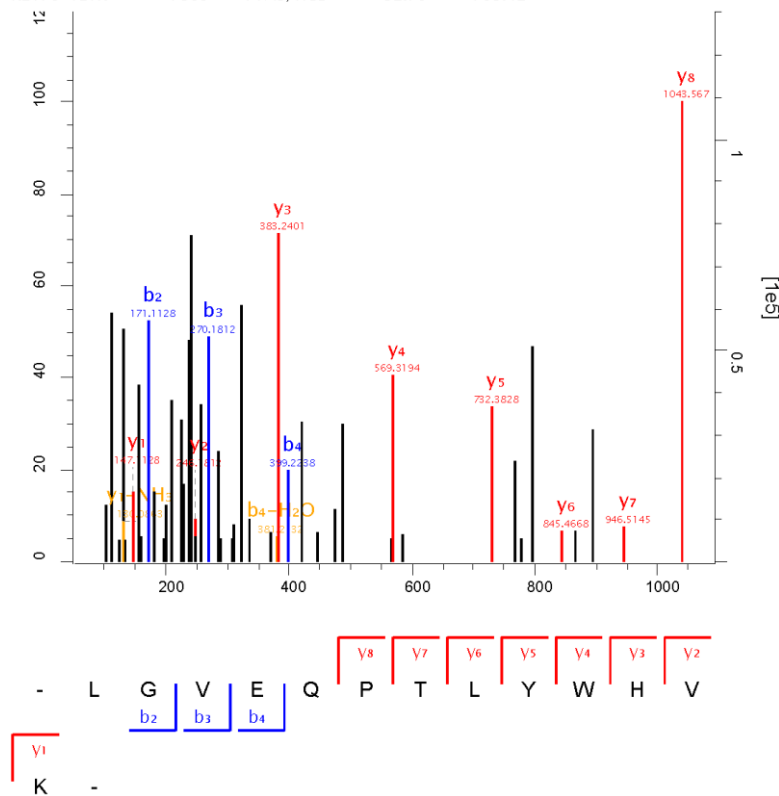 12
y8
1043.567
100
1
80
y3
383.2401
[1e5]
60
b2
171.1128
b3
270.1812
y4
569.3194
0.5
40
y5
732.3828
y1
y2
b4
399.2238
20
y1-NH3
b4-H2O
y6
845.4668
y7
946.5145
0
0
200
400
600
800
1000
y8 y7 y6 y5 y4 y3 y2
- L G V E Q P T L Y W H V
b2 b3 b4
y1
K -